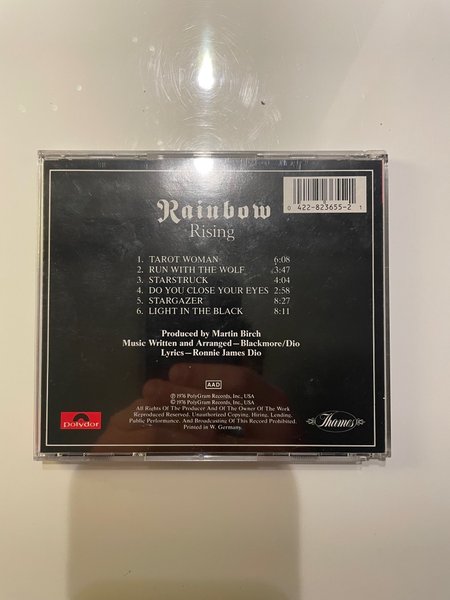 0 422-823655-2 1
Rainbow
Rising
1. TAROT WOMAN 6:08
2. RUN WITH THE WOLF 3:47
3. STARSTRUCK 4:04
4. DO YOU CLOSE YOUR EYES 2:58
5. STARGAZER 8:27
6. LIGHT IN THE BLACK 8:11
Produced by Martin Birch
Music Written and Arranged—Blackmore/Dio
Lyrics—Ronnie James Dio
AAD
℗ 1976 PolyGram Records, Inc., USA
© 1976 PolyGram Records, Inc., USA
All Rights Of The Producer And Of The Owner Of The Work
Reproduced Reserved. Unauthorized Copying, Hiring, Lending,
Public Performance, And Broadcasting Of This Record Prohibited.
Printed in W. Germany.
polydor
Thames